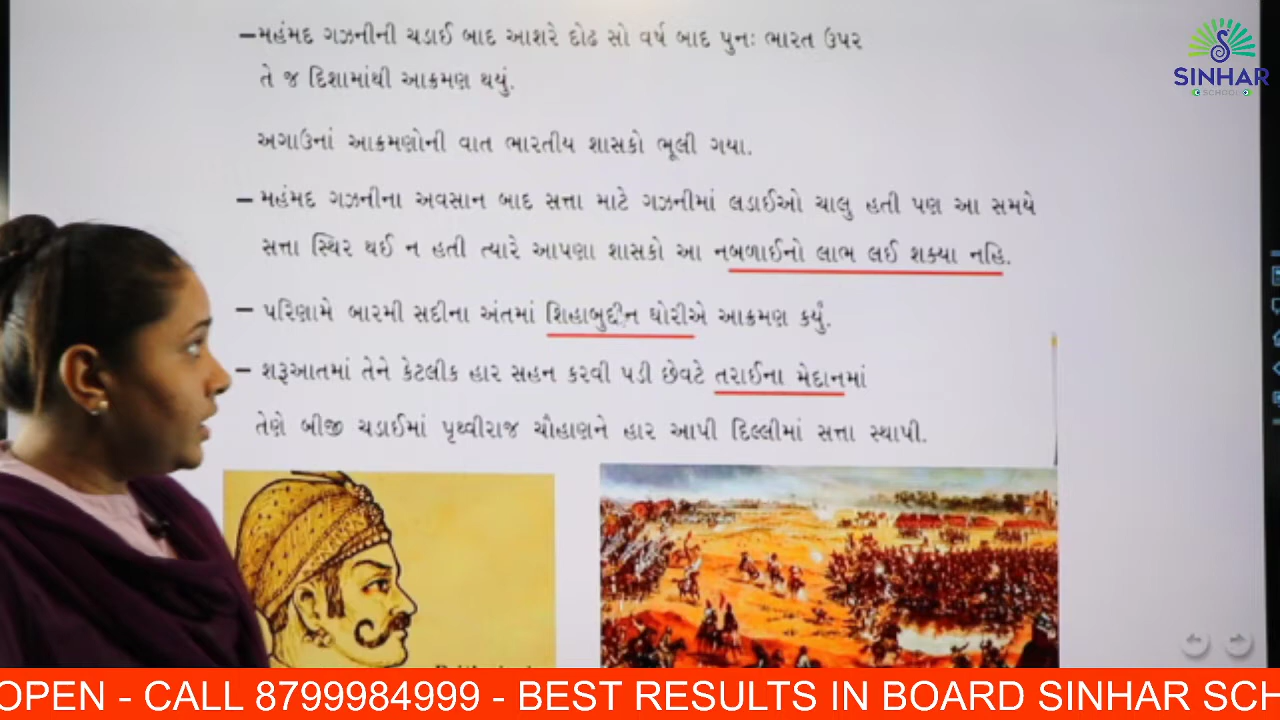 –મહંમદ ગઝનીની ચડાઈ બાદ આશરે દોઢ સો વર્ષ બાદ પુનઃ ભારત ઉપર
તે જ દિશામાંથી આક્રમણ થયું.
અગાઉનાં આક્રમણોની વાત ભારતીય શાસકો ભૂલી ગયા.
– મહંમદ ગઝનીના અવસાન બાદ સત્તા માટે ગઝનીમાં લડાઈઓ ચાલુ હતી પણ આ સમયે
સત્તા સ્થિર થઈ ન હતી ત્યારે આપણા શાસકો આ નબળાઈનો લાભ લઈ શક્યા નહિ.
– પરિણામે બારમી સદીના અંતમાં શિહાબુદ્દીન ઘોરીએ આક્રમણ કર્યું.
– શરૂઆતમાં તેને કેટલીક હાર સહન કરવી પડી છેવટે તરાઈના મેદાનમાં
તેણે બીજી ચડાઈમાં પૃથ્વીરાજ ચૌહાણને હાર આપી દિલ્લીમાં સત્તા સ્થાપી.
SINHAR
SCHOOL
OPEN - CALL 8799984999 - BEST RESULTS IN BOARD SINHAR SCH